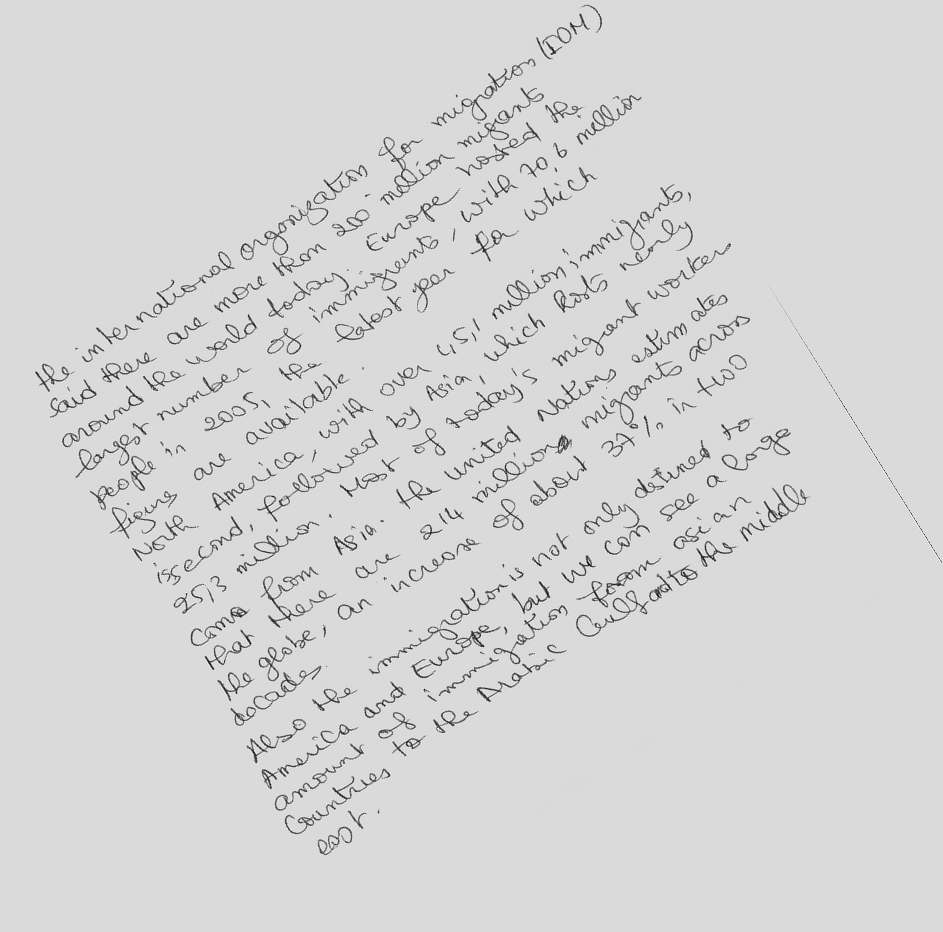 the international organization for migration (IOM)
said there are more than 200 million migrants
around the world today. Europe hosted the
largest number of immigrants, with 70,6 million
people in 2005, the latest year for which
figures are available.
North America, with over 45,1 million immigrants,
is second, followed by Asia, which hosts nearly
25,3 million. Most of today's migrant workers
come from Asia. the United Nations estimates
that there are 214 million migrants across
the globe, an increase of about 37% in two
decades.
Also the immigration is not only destined to
America and Europe, but we can see a large
amount of immigration from asian
countries to the Arabic Gulf and to the middle
east.